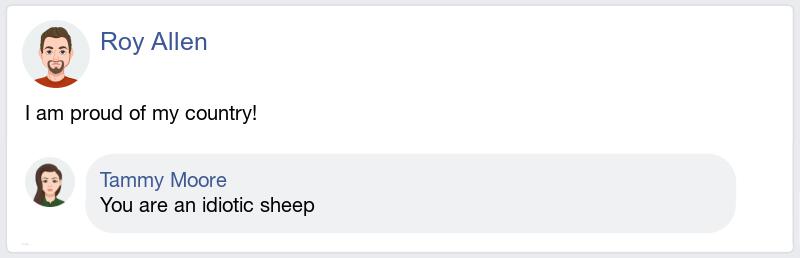 Roy Allen
I am proud of my country!
Tammy Moore
You are an idiotic sheep